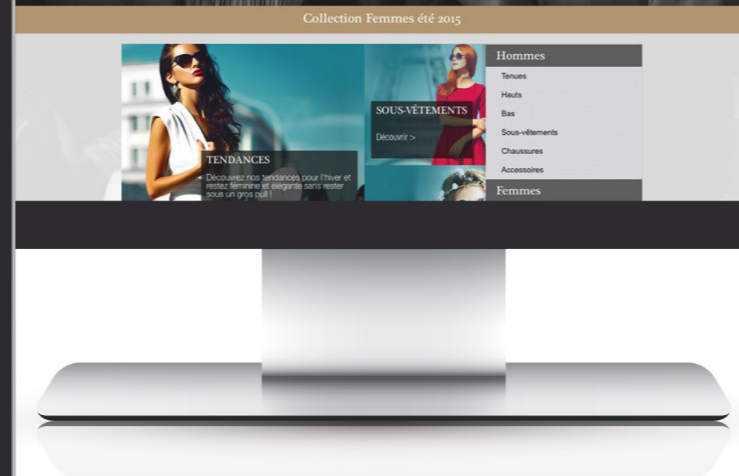 Collection Femmes été 2015
Hommes
Tenues
Hauts
Bas
Sous-vêtements
Chaussures
Accessoires
Femmes
SOUS-VÊTEMENTS
Découvrir >
TENDANCES
Découvrez nos tendances pour l'hiver et
restez féminine et élégante sans rester
sous un gros pull !